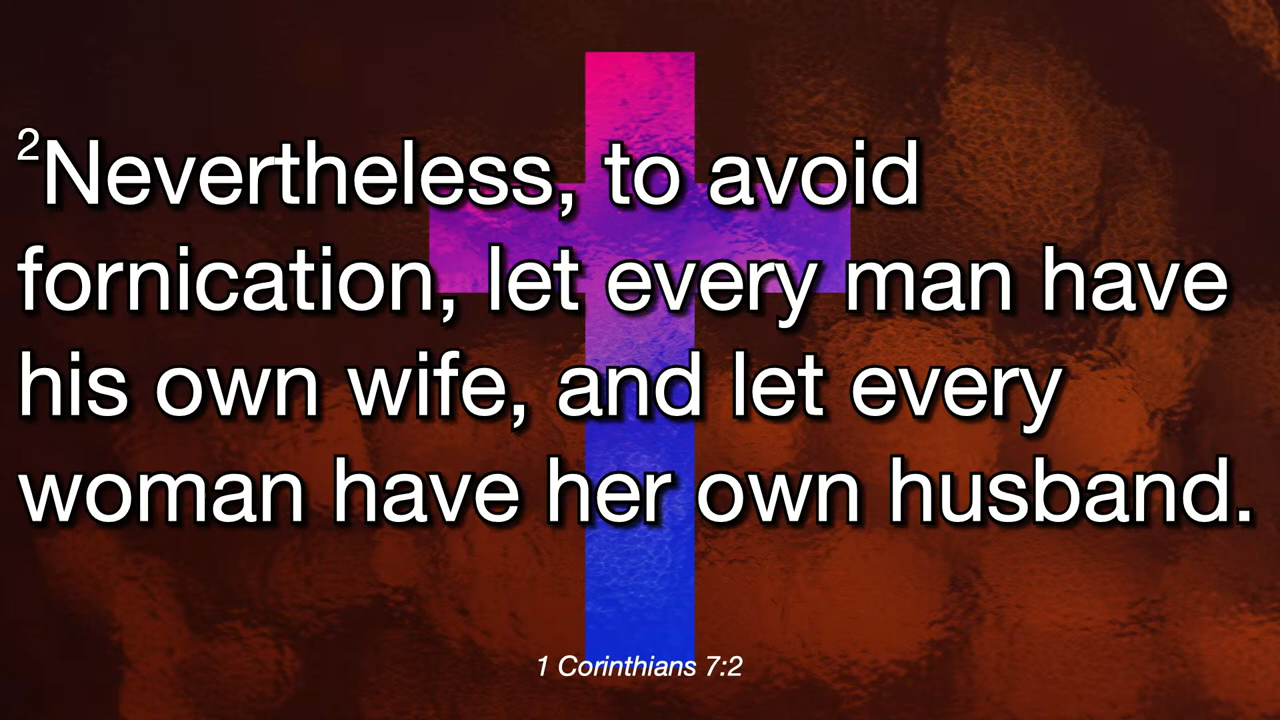 2Nevertheless, to avoid
fornication, let every man have
his own wife, and let every
woman have her own husband.
1 Corinthians 7:2